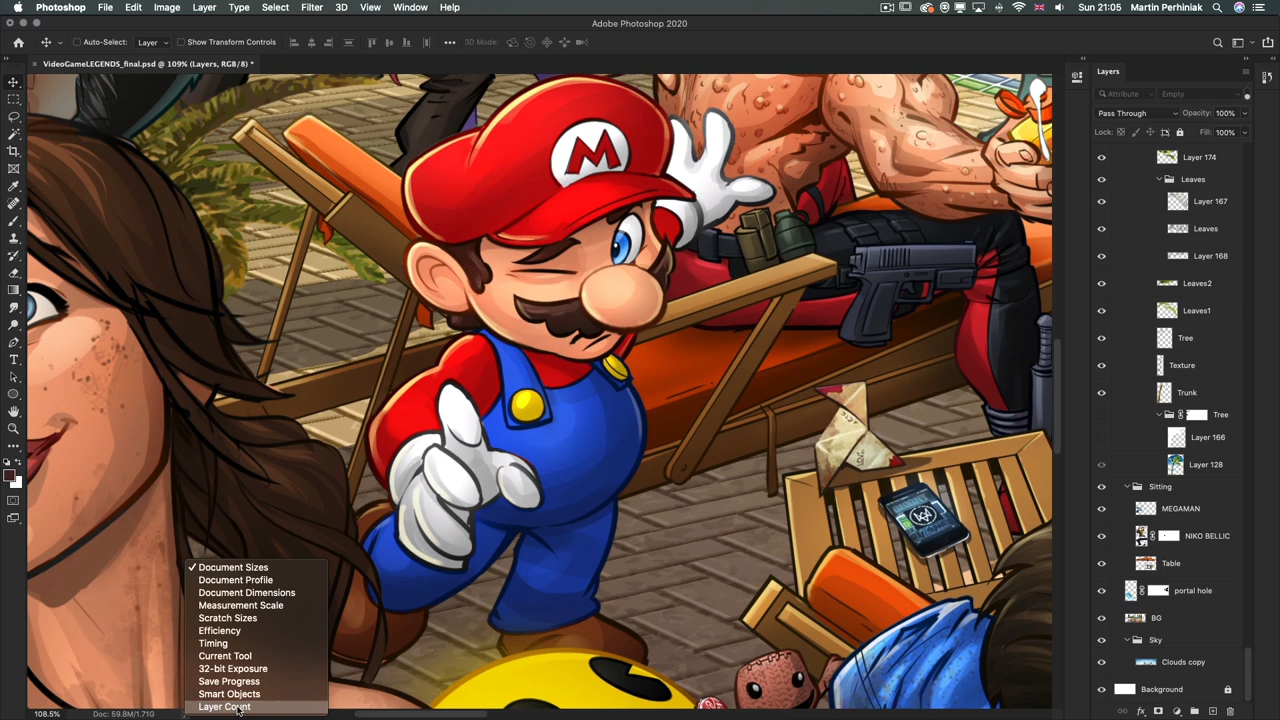 Photoshop File Edit Image Layer Type Select Filter 3D View Window Help Sun 21:05 Martin Perhiniak
Adobe Photoshop 2020
Auto-Select: Layer Show Transform Controls 3D Mode:
VideoGameLEGENDS_final.psd @ 109% (Layers, RGB/8) *
Layers
Attribute Empty
Pass Through Opacity: 100%
Lock: Fill: 100%
Layer 174
Leaves
Layer 167
Leaves
Layer 168
Leaves2
Leaves1
Tree
Texture
Trunk
Tree
Layer 166
Layer 128
Sitting
MEGAMAN
NIKO BELLIC
Table
portal hole
BG
Sky
Clouds copy
Background
M
✓ Document Sizes
Document Profile
Document Dimensions
Measurement Scale
Scratch Sizes
Efficiency
Timing
Current Tool
32-bit Exposure
Save Progress
Smart Objects
Layer Count
108.5% Doc: 59.8M/1.71G